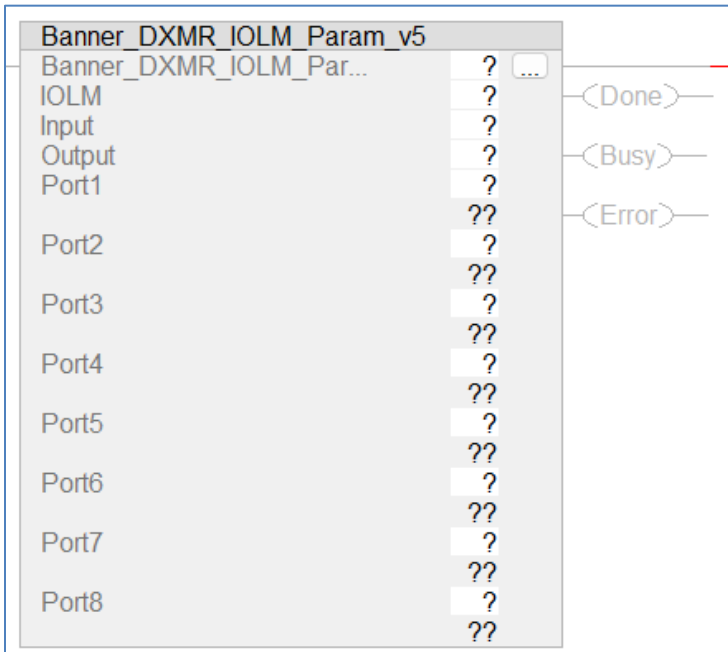 Banner_DXMR_IOLM_Param_v5
Banner_DXMR_IOLM_Par... ? ...
IOLM ? Done
Input ?
Output ? Busy
Port1 ?
?? Error
Port2 ?
??
Port3 ?
??
Port4 ?
??
Port5 ?
??
Port6 ?
??
Port7 ?
??
Port8 ?
??